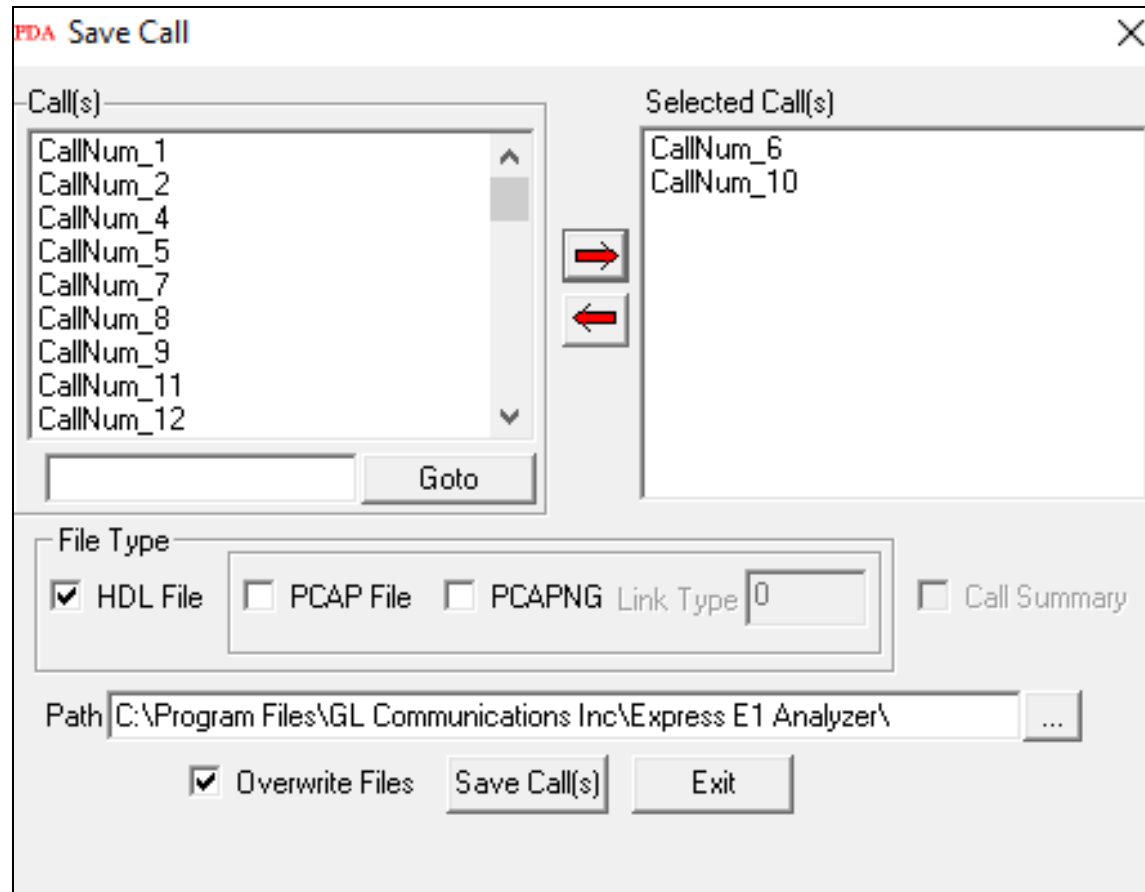 PDA Save Call
Call(s)
CallNum_1
CallNum_2
CallNum_4
CallNum_5
CallNum_7
CallNum_8
CallNum_9
CallNum_11
CallNum_12
Goto
Selected Call(s)
CallNum_6
CallNum_10
File Type
HDL File PCAP File PCAPNG Link Type 0 Call Summary
Path C:\Program Files\GL Communications Inc\Express E1 Analyzer\ ...
Overwrite Files Save Call(s) Exit